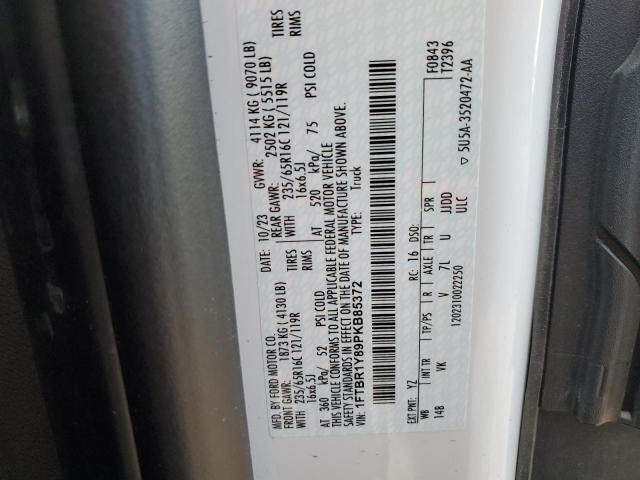 MFD. BY FORD MOTOR CO.
DATE: 10/23 GVWR: 4114 KG ( 9070 LB)
FRONT GAWR: 1873 KG ( 4130 LB) REAR GAWR: 2502 KG ( 5515 LB)
WITH 235/65R16C 121/119R TIRES WITH 235/65R16C 121/119R TIRES
16x6.5J RIMS 16x6.5J RIMS
AT 360 kPa/ 52 PSI COLD AT 520 kPa/ 75 PSI COLD
THIS VEHICLE CONFORMS TO ALL APPLICABLE FEDERAL MOTOR VEHICLE
SAFETY STANDARDS IN EFFECT ON THE DATE OF MANUFACTURE SHOWN ABOVE.
VIN: 1FTBR1Y89PKB85372 TYPE: Truck
F0843
T2396
EXT PNT: YZ RC: 16 DSO:
WB INT TR TP/PS R AXLE TR SPR
148 VK V 7L U JJDD
ULC
1202310022250 ▽ 5U5A-3520472-AA